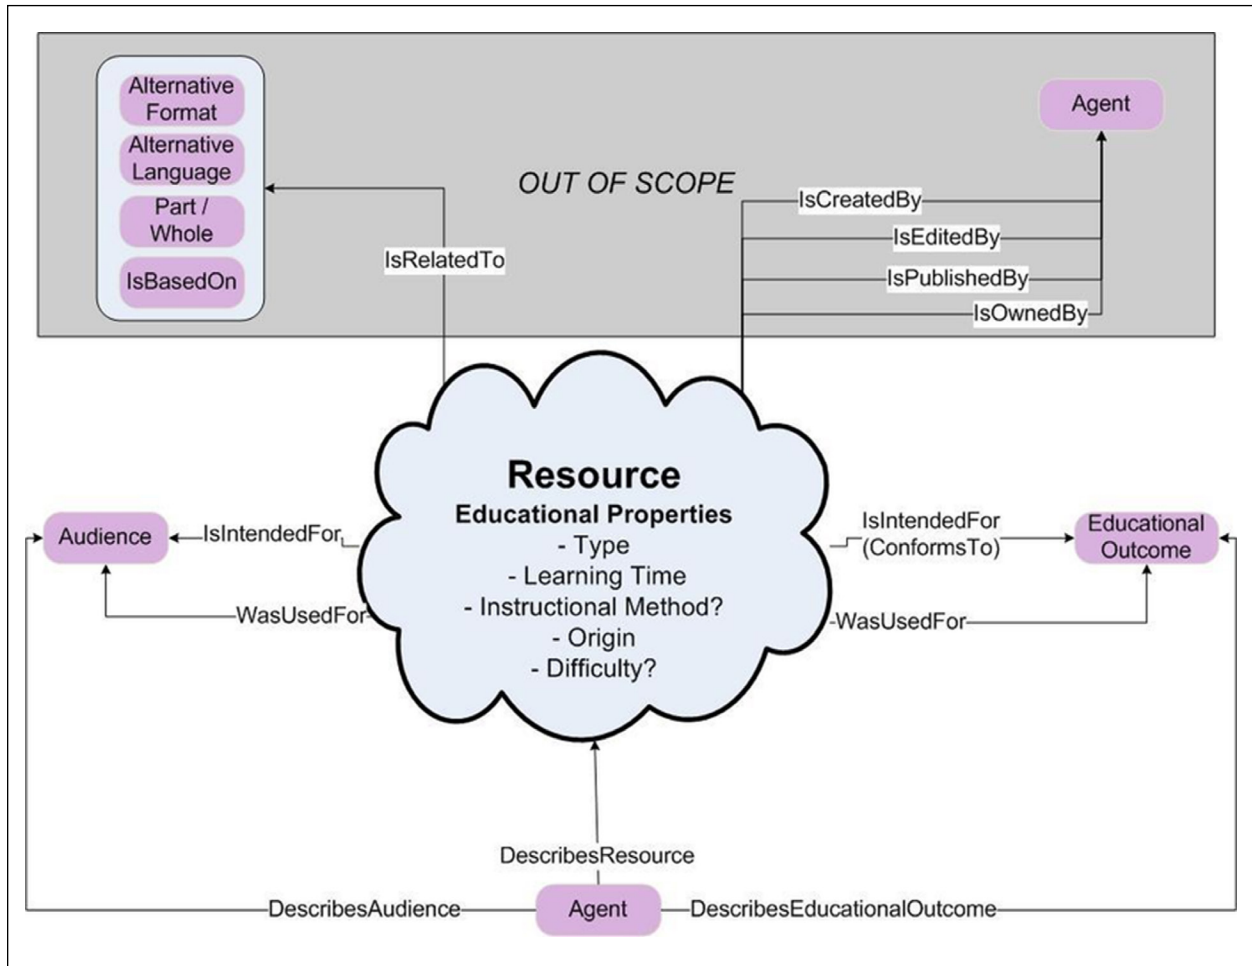 Alternative
Format
Alternative
Language
Part /
Whole
IsBasedOn
OUT OF SCOPE
Agent
IsCreatedBy
IsEditedBy
IsPublishedBy
IsOwnedBy
IsRelatedTo
Resource
Educational Properties
- Type
- Learning Time
- Instructional Method?
- Origin
- Difficulty?
Audience
IsIntendedFor
WasUsedFor
IsIntendedFor
(ConformsTo)
Educational
Outcome
WasUsedFor
DescribesResource
DescribesAudience
Agent
DescribesEducationalOutcome